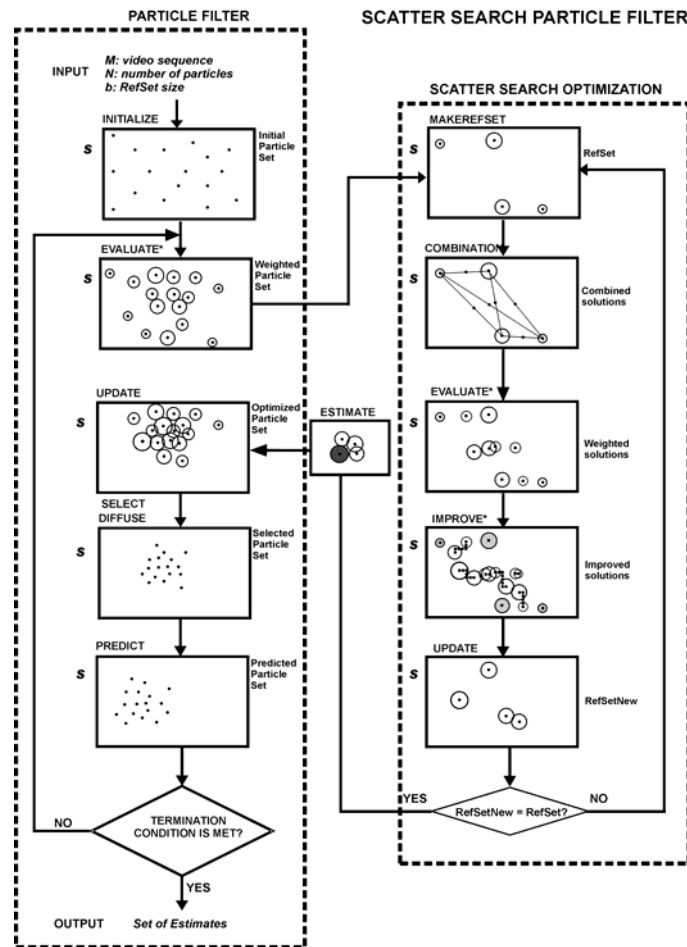 PARTICLE FILTER
SCATTER SEARCH PARTICLE FILTER
INPUT
M: video sequence
N: number of particles
b: RefSet size
INITIALIZE
S
Initial
Particle
Set
EVALUATE*
S
Weighted
Particle
Set
UPDATE
S
Optimized
Particle
Set
ESTIMATE
SELECT
DIFFUSE
S
Selected
Particle
Set
PREDICT
S
Predicted
Particle
Set
NO
TERMINATION
CONDITION IS MET?
YES
OUTPUT
Set of Estimates
SCATTER SEARCH OPTIMIZATION
MAKEREFSET
S
RefSet
COMBINATION
S
Combined
solutions
EVALUATE*
S
Weighted
solutions
IMPROVE*
S
Improved
solutions
UPDATE
S
RefSetNew
YES
RefSetNew = RefSet?
NO